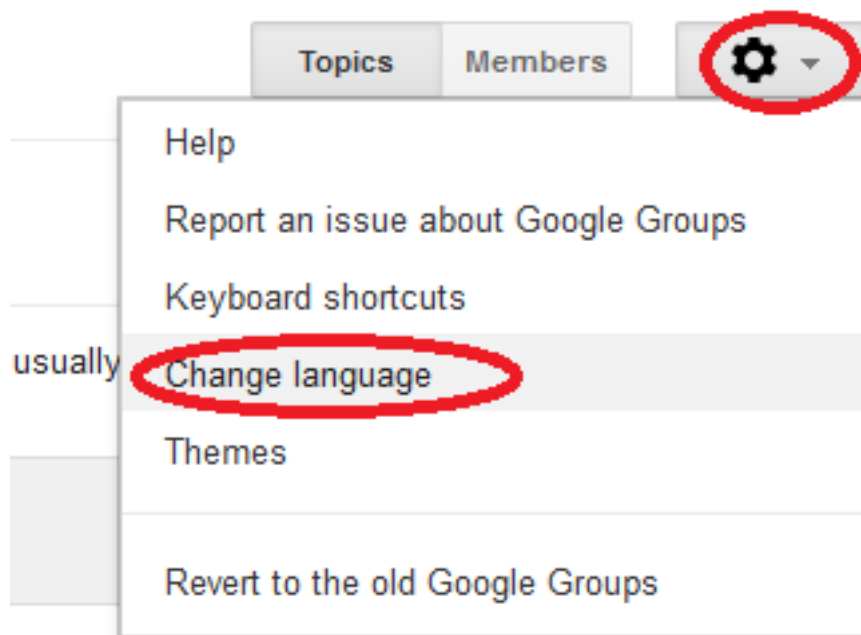 Topics Members
Help
Report an issue about Google Groups
Keyboard shortcuts
usually
Change language
Themes
Revert to the old Google Groups